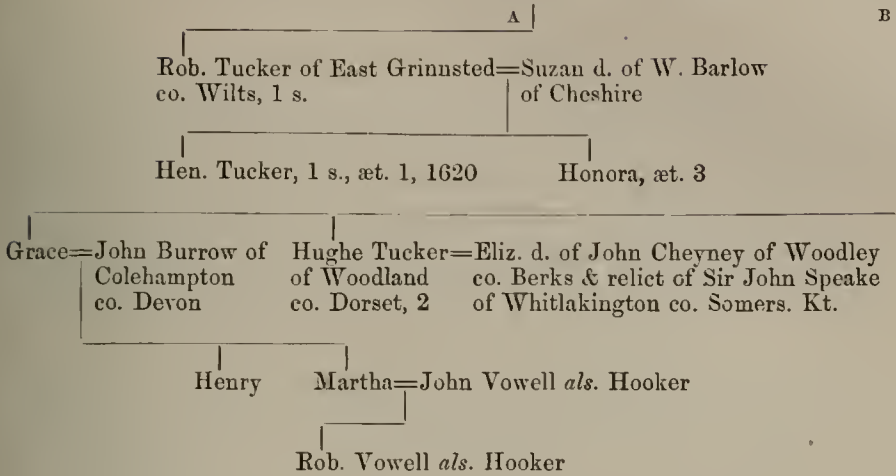 A B
Rob. Tucker of East Grinnsted=Suzan d. of W. Barlow
co. Wilts, 1 s. of Cheshire
Hen. Tucker, 1 s., æt. 1, 1620 Honora, æt. 3
Grace=John Burrow of Hughe Tucker=Eliz. d. of John Cheyney of Woodley
Colehampton of Woodland co. Berks & relict of Sir John Speake
co. Devon co. Dorset, 2 of Whitlakington co. Somers. Kt.
Henry Martha=John Vowell als. Hooker
Rob. Vowell als. Hooker